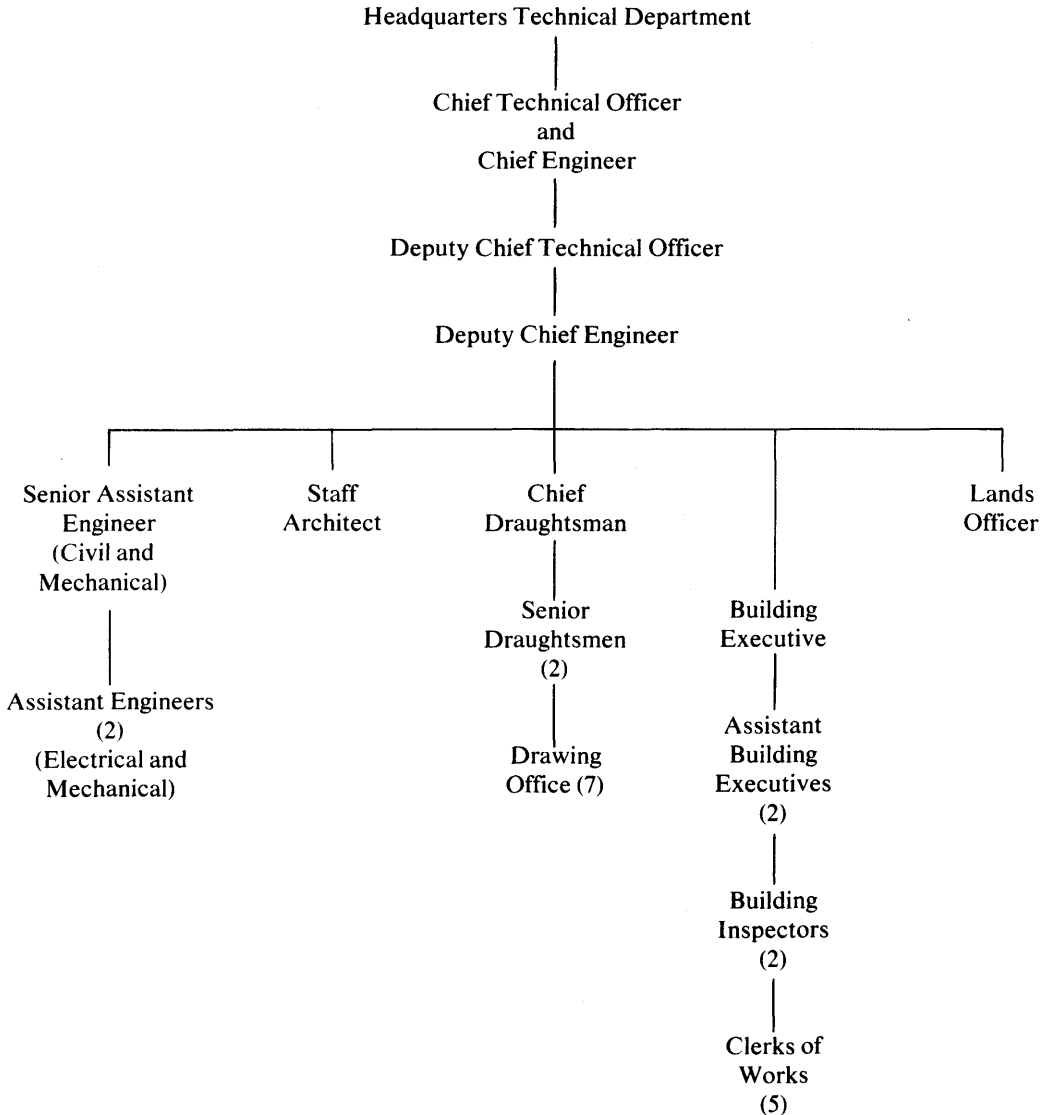 Headquarters Technical Department
Chief Technical Officer
and
Chief Engineer
Deputy Chief Technical Officer
Deputy Chief Engineer
Senior Assistant
Engineer
(Civil and
Mechanical)
Assistant Engineers
(2)
(Electrical and
Mechanical)
Staff
Architect
Chief
Draughtsman
Senior
Draughtsmen
(2)
Drawing
Office (7)
Building
Executive
Assistant
Building
Executives
(2)
Building
Inspectors
(2)
Clerks of
Works
(5)
Lands
Officer